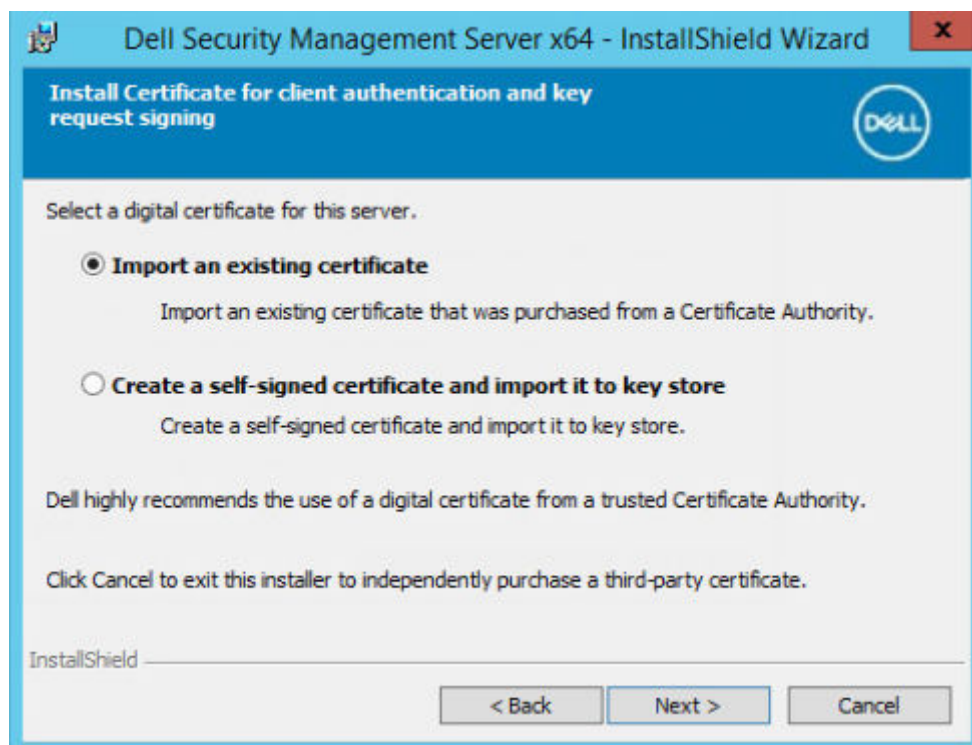 Dell Security Management Server x64 - InstallShield Wizard
x
Install Certificate for client authentication and key
request signing
DELL
Select a digital certificate for this server.
Import an existing certificate
Import an existing certificate that was purchased from a Certificate Authority.
Create a self-signed certificate and import it to key store
Create a self-signed certificate and import it to key store.
Dell highly recommends the use of a digital certificate from a trusted Certificate Authority.
Click Cancel to exit this installer to independently purchase a third-party certificate.
InstallShield
< Back Next > Cancel